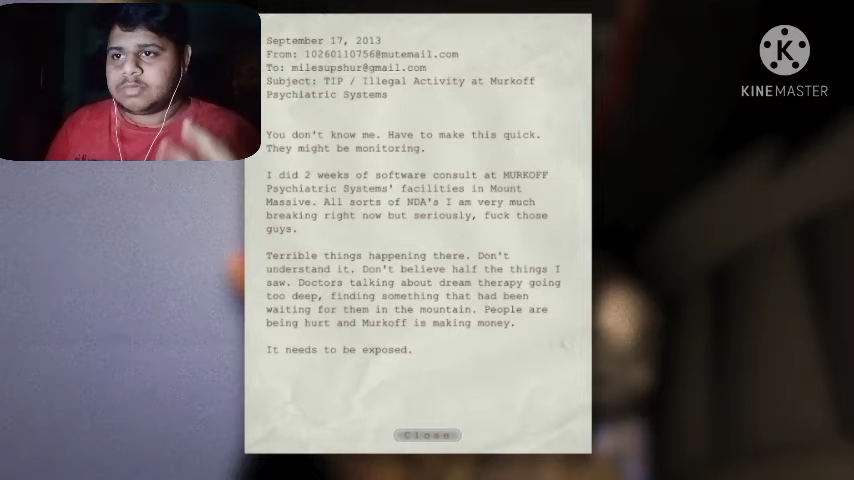 September 17, 2013
From: 10260110756@mutemail.com
To: milesupshur@gmail.com
Subject: TIP / Illegal Activity at Murkoff
Psychiatric Systems
You don't know me. Have to make this quick.
They might be monitoring.
I did 2 weeks of software consult at MURKOFF
Psychiatric Systems' facilities in Mount
Massive. All sorts of NDA's I am very much
breaking right now but seriously, fuck those
guys.
Terrible things happening there. Don't
understand it. Don't believe half the things I
saw. Doctors talking about dream therapy going
too deep, finding something that had been
waiting for them in the mountain. People are
being hurt and Murkoff is making money.
It needs to be exposed.
Close
K
KINEMASTER